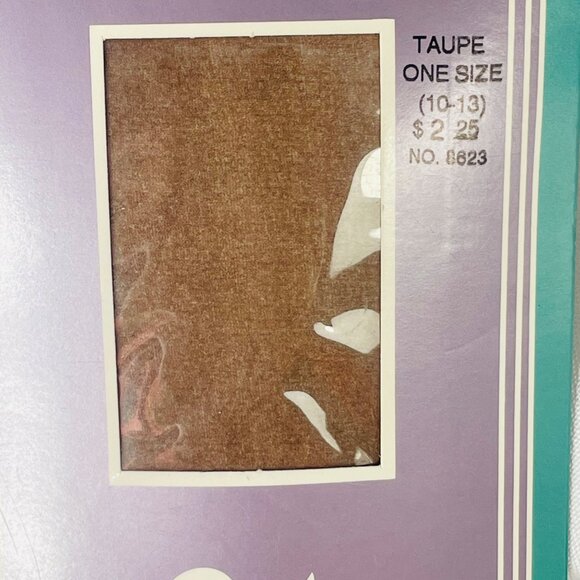 TAUPE
ONE SIZE
(10-13)
$ 2 25
NO. 8623